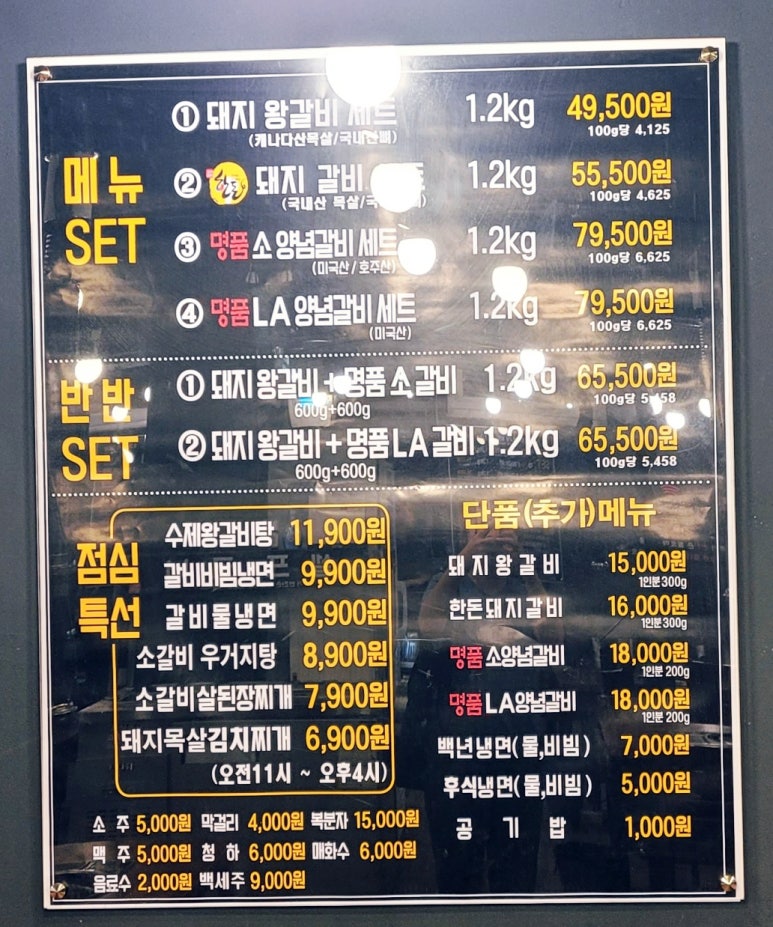 메뉴
SET
① 돼지 왕갈비 세트 1.2kg 49,500원
(캐나다산목살/국내산뼈) 100g당 4,125
② 한돈 돼지 갈비 1.2kg 55,500원
(국내산 목살/국 100g당 4,625
③ 명품 소 양념갈비 세트 1.2kg 79,500원
(미국산/호주산) 100g당 6,625
④ 명품 LA 양념갈비 세트 1.2kg 79,500원
(미국산) 100g당 6,625
반반
SET
① 돼지 왕갈비 + 명품 소 갈비 1.2kg 65,500원
600g+600g 100g당 5,458
② 돼지 왕갈비 + 명품 LA 갈비 1.2kg 65,500원
600g+600g 100g당 5,458
점심
특선
수제왕갈비탕 11,900원
갈비비빔냉면 9,900원
갈비물냉면 9,900원
소갈비 우거지탕 8,900원
소갈비살된장찌개 7,900원
돼지목살김치찌개 6,900원
(오전11시 ~ 오후4시)
소주 5,000원 막걸리 4,000원 복분자 15,000원
맥주 5,000원 청하 6,000원 매화수 6,000원
음료수 2,000원 백세주 9,000원
단품(추가)메뉴
돼지왕갈비 15,000원
1인분 300g
한돈돼지갈비 16,000원
1인분 300g
명품 소양념갈비 18,000원
1인분 200g
명품 LA양념갈비 18,000원
1인분 200g
백년냉면(물,비빔) 7,000원
후식냉면(물,비빔) 5,000원
공기밥 1,000원